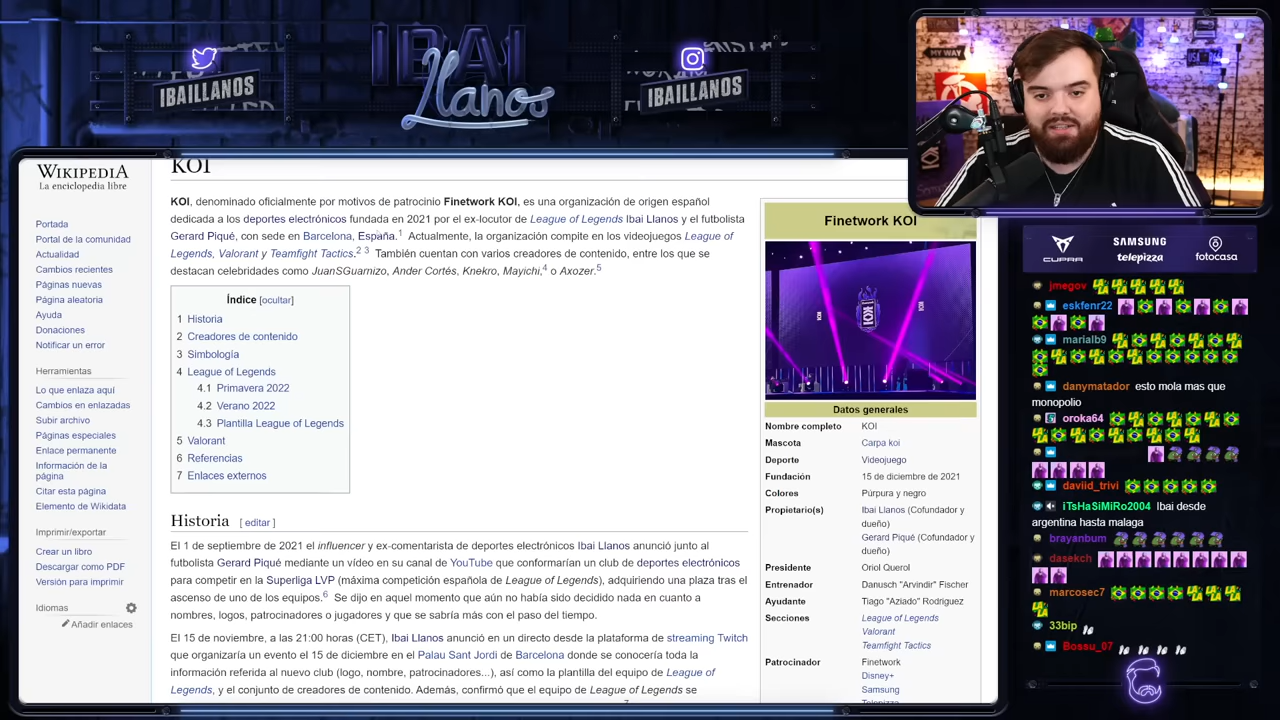 IBAI
Llanos
IBAILLANOS
IBAILLANOS
MY WAY
WIKIPEDIA
La enciclopedia libre
Portada
Portal de la comunidad
Actualidad
Cambios recientes
Páginas nuevas
Página aleatoria
Ayuda
Donaciones
Notificar un error
Herramientas
Lo que enlaza aquí
Cambios en enlazadas
Subir archivo
Páginas especiales
Enlace permanente
Información de la
página
Citar esta página
Elemento de Wikidata
Imprimir/exportar
Crear un libro
Descargar como PDF
Versión para imprimir
Idiomas
Añadir enlaces
KOI
KOI, denominado oficialmente por motivos de patrocinio Finetwork KOI, es una organización de origen español
dedicada a los deportes electrónicos fundada en 2021 por el ex-locutor de League of Legends Ibai Llanos y el futbolista
Gerard Piqué, con sede en Barcelona, España.1 Actualmente, la organización compite en los videojuegos League of
Legends, Valorant y Teamfight Tactics.2 3 También cuentan con varios creadores de contenido, entre los que se
destacan celebridades como JuanSGuarnizo, Ander Cortés, Knekro, Mayichi,4 o Axozer.5
Índice [ocultar]
1 Historia
2 Creadores de contenido
3 Simbología
4 League of Legends
4.1 Primavera 2022
4.2 Verano 2022
4.3 Plantilla League of Legends
5 Valorant
6 Referencias
7 Enlaces externos
Historia [ editar ]
El 1 de septiembre de 2021 el influencer y ex-comentarista de deportes electrónicos Ibai Llanos anunció junto al
futbolista Gerard Piqué mediante un vídeo en su canal de YouTube que conformarían un club de deportes electrónicos
para competir en la Superliga LVP (máxima competición española de League of Legends), adquiriendo una plaza tras el
ascenso de uno de los equipos.6 Se dijo en aquel momento que aún no había sido decidido nada en cuanto a
nombres, logos, patrocinadores o jugadores y que se sabría más con el paso del tiempo.
El 15 de noviembre, a las 21:00 horas (CET), Ibai Llanos anunció en un directo desde la plataforma de streaming Twitch
que organizaría un evento el 15 de diciembre en el Palau Sant Jordi de Barcelona donde se conocería toda la
información referida al nuevo club (logo, nombre, patrocinadores...), así como la plantilla del equipo de League of
Legends, y el conjunto de creadores de contenido. Además, confirmó que el equipo de League of Legends se
7
Finetwork KOI
KOI
KOI
KOI
Datos generales
Nombre completo KOI
Mascota Carpa koi
Deporte Videojuego
Fundación 15 de diciembre de 2021
Colores Púrpura y negro
Propietario(s) Ibai Llanos (Cofundador y
dueño)
Gerard Piqué (Cofundador y
dueño)
Presidente Oriol Querol
Entrenador Danusch "Arvindir" Fischer
Ayudante Tiago "Aziado" Rodríguez
Secciones League of Legends
Valorant
Teamfight Tactics
Patrocinador Finetwork
Disney+
Samsung
Telepizza
CUPRA
SAMSUNG
telepizza
fotocasa
jmegov
eskfenr22
marialb9
danymatador esto mola mas que
monopolio
oroka64
daviid_trivi
iTsHaSiMiRo2004 Ibai desde
argentina hasta malaga
brayanbum
dasekch
marcosec7
33bip
Bossu_07